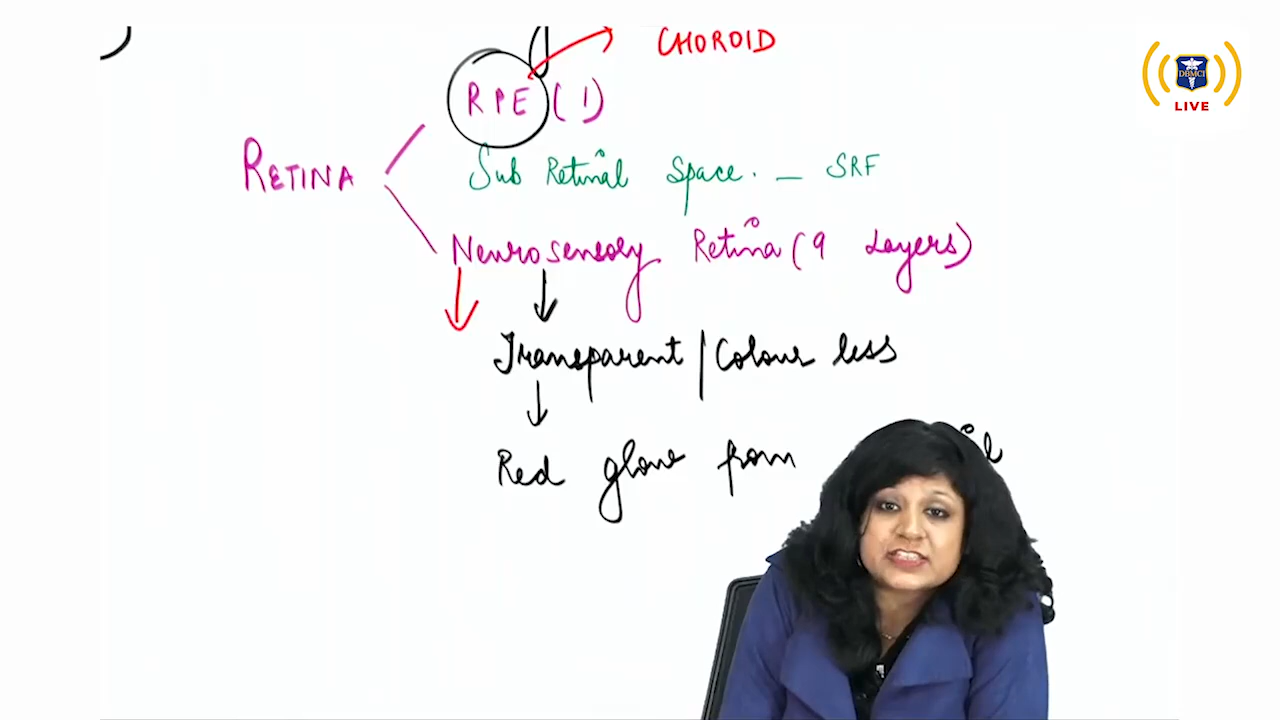 CHOROID
RPE (1)
RETINA
Sub Retinal Space. – SRF
Neurosensory Retina (9 Layers)
Transparent / Colour less
Red glow from
DBMCI
LIVE